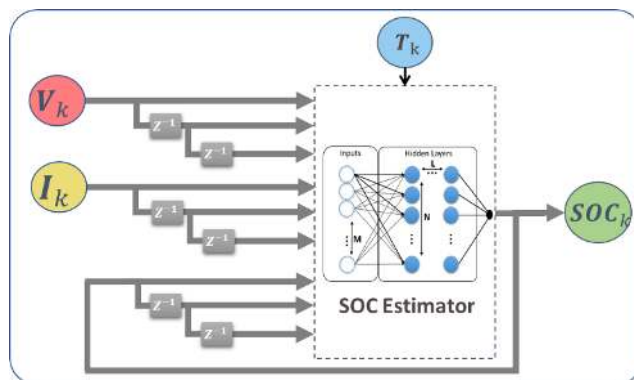 T_k
V_k
z⁻¹
z⁻¹
Inputs
Hidden Layers
L
...
I_k
z⁻¹
z⁻¹
N
M
SOC_k
z⁻¹
z⁻¹
SOC Estimator